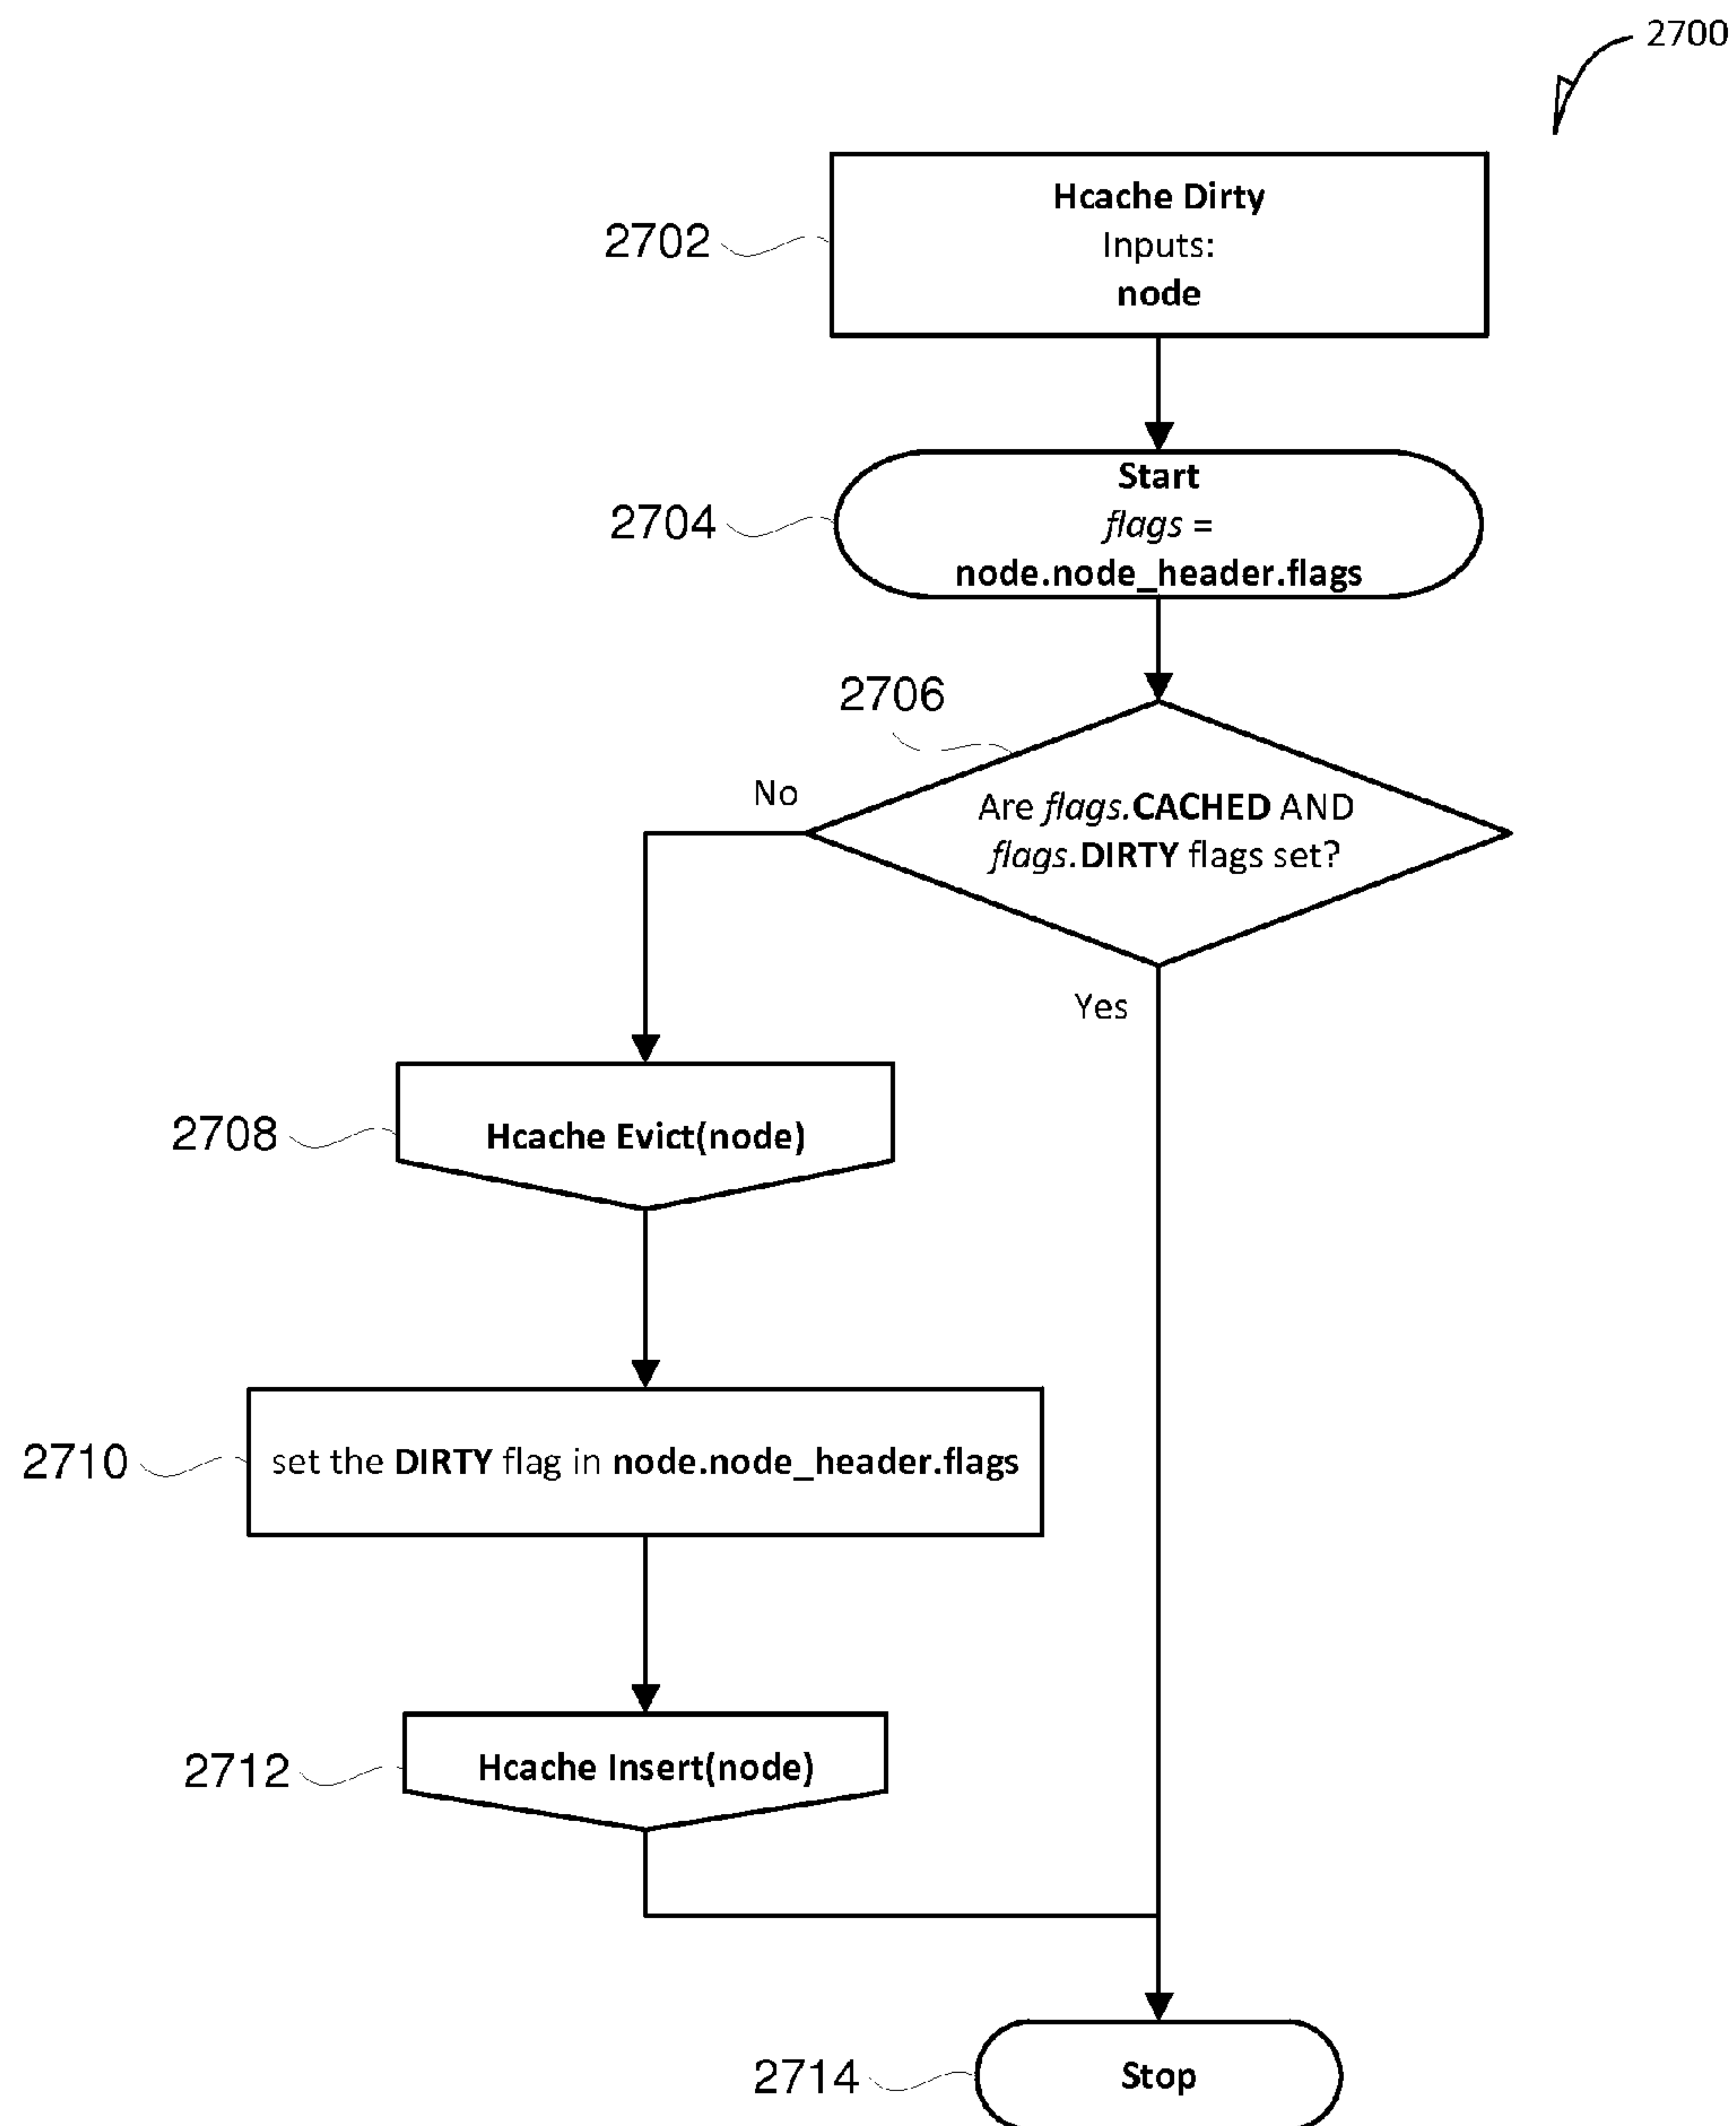 2700
Hcache Dirty
2702
Inputs:
node
Start
2704
flags =
node.node_header.flags
2706
No
Are flags.CACHED AND
flags.DIRTY flags set?
Yes
2708
Hcache Evict(node)
2710
set the DIRTY flag in node.node_header.flags
2712
Hcache Insert(node)
2714
Stop